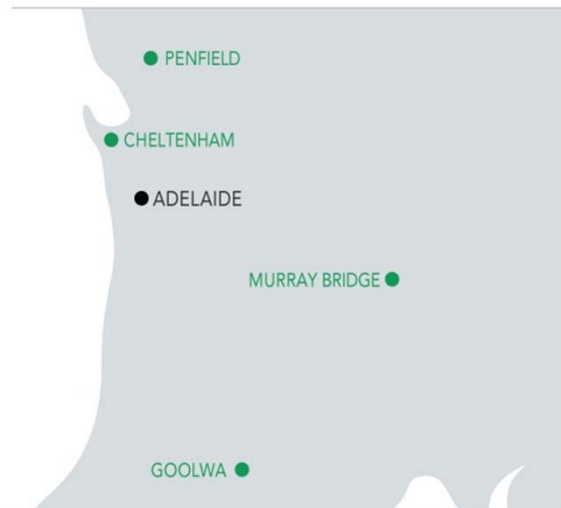 PENFIELD
CHELTENHAM
ADELAIDE
MURRAY BRIDGE
GOOLWA